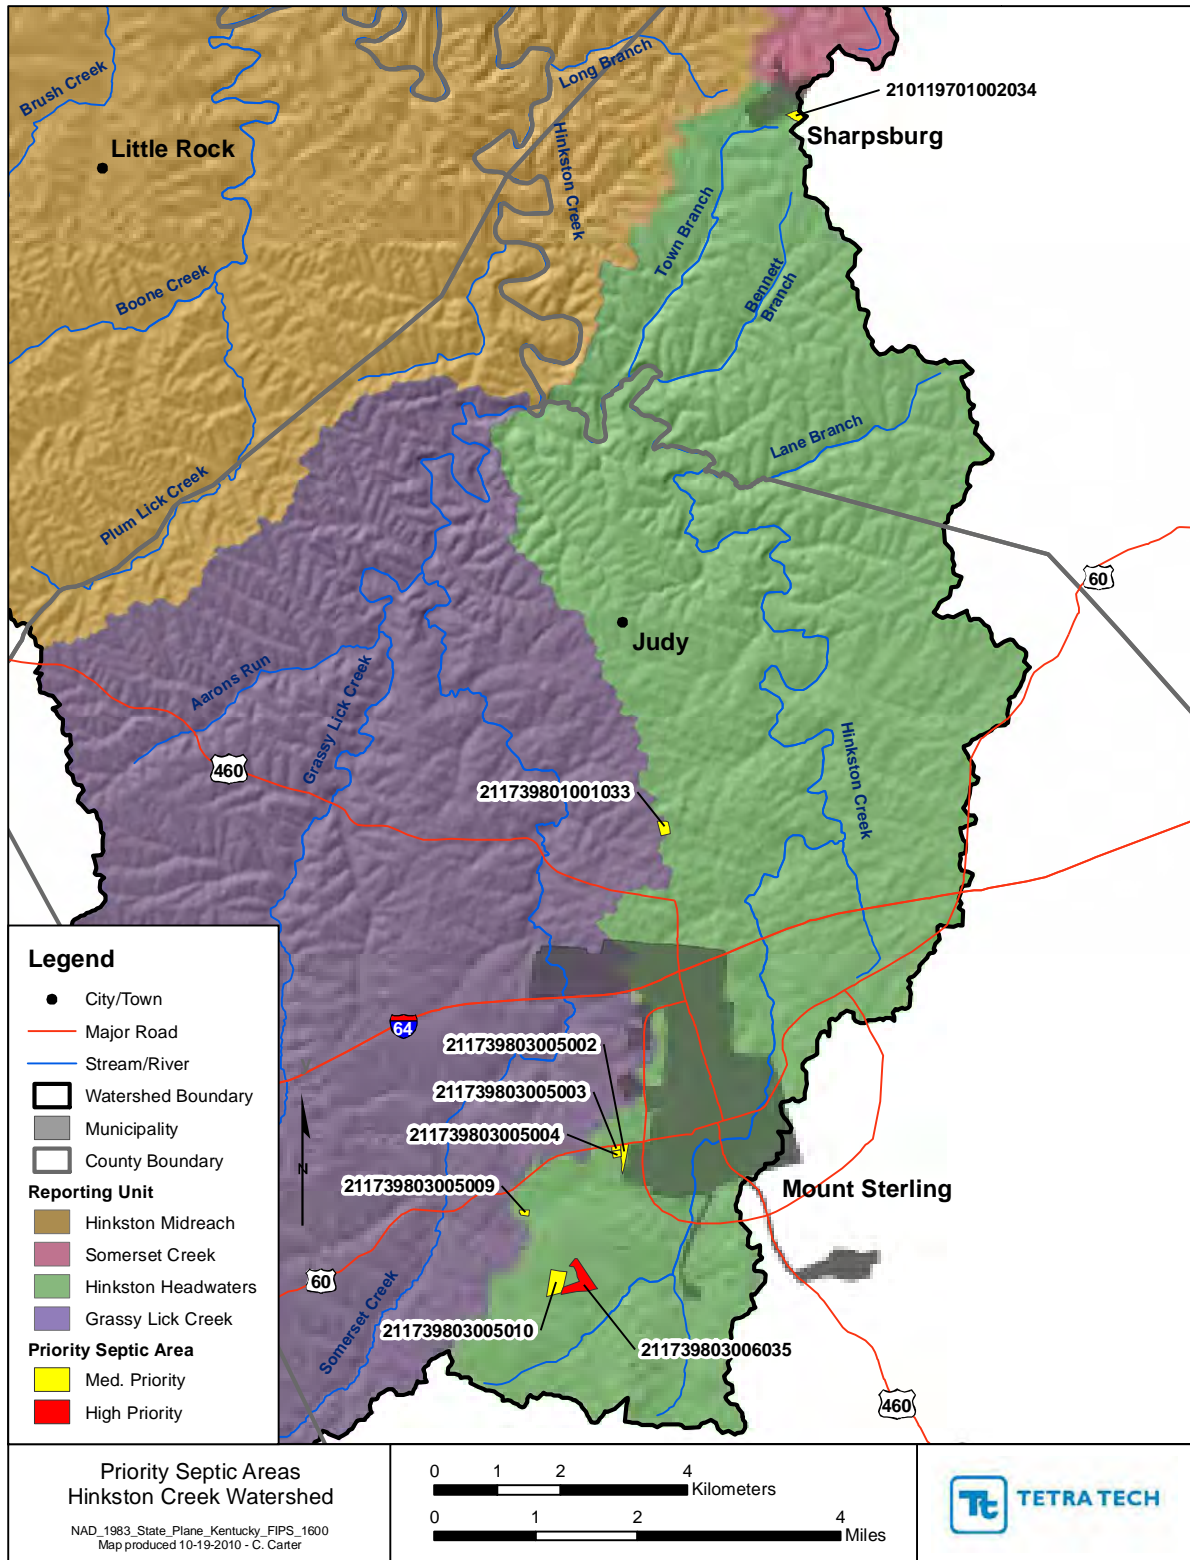 Long Branch
Brush Creek
210119701002034
Sharpsburg
Little Rock
Hinkston Creek
Town Branch
Bennett
Branch
Boone Creek
Lane Branch
Plum Lick Creek
60
Judy
Aarons Run
Grassy Lick Creek
460
Hinkston Creek
211739801001033
Legend
City/Town
Major Road
Stream/River
Watershed Boundary
Municipality
County Boundary
Reporting Unit
Hinkston Midreach
Somerset Creek
Hinkston Headwaters
Grassy Lick Creek
Priority Septic Area
Med. Priority
High Priority
64
N
211739803005002
211739803005003
211739803005004
211739803005009
Mount Sterling
60
Somerset Creek
211739803005010
211739803006035
460
Priority Septic Areas
Hinkston Creek Watershed
NAD_1983_State_Plane_Kentucky_FIPS_1600
Map produced 10-19-2010 - C. Carter
0 1 2 4
Kilometers
0 1 2 4
Miles
Tt
TETRA TECH